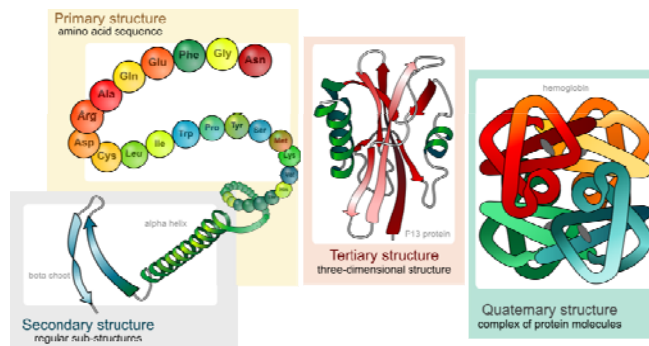 Primary structure
amino acid sequence
Asn
Gly
Phe
Glu
Gln
Ala
Arg
Asp
Cys
Leu
Ile
Trp
Pro
Tyr
Ser
Met
Lys
alpha helix
Secondary structure
regular sub-structures
P13 protein
Tertiary structure
three-dimensional structure
hemoglobin
Quaternary structure
complex of protein molecules